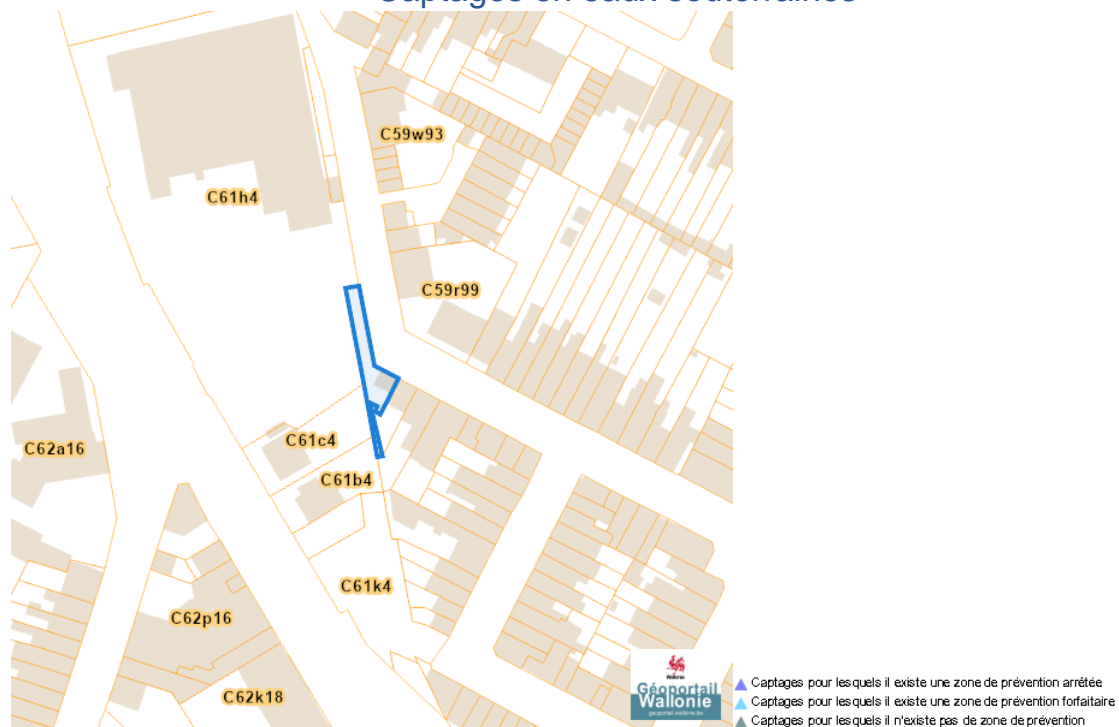 Captages en eaux souterraines
C59w93
C61h4
C59r99
C61c4
C62a16
C61b4
C61k4
C62p16
C62k18
Wallonie
Géoportail
Wallonie
geoportail.wallonie.be
Captages pour lesquels il existe une zone de prévention arrêtée
Captages pour lesquels il existe une zone de prévention forfaitaire
Captages pour lesquels il n'existe pas de zone de prévention